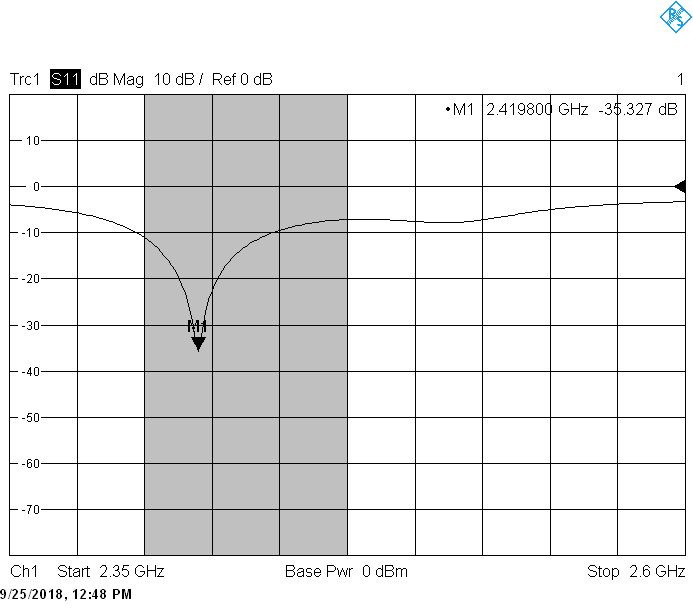 R&S
Trc1 S11 dB Mag 10 dB / Ref 0 dB 1
•M1 2.419800 GHz -35.327 dB
10
0
-10
-20
-30
M1
-40
-50
-60
-70
Ch1 Start 2.35 GHz Base Pwr 0 dBm Stop 2.6 GHz
9/25/2018, 12:48 PM